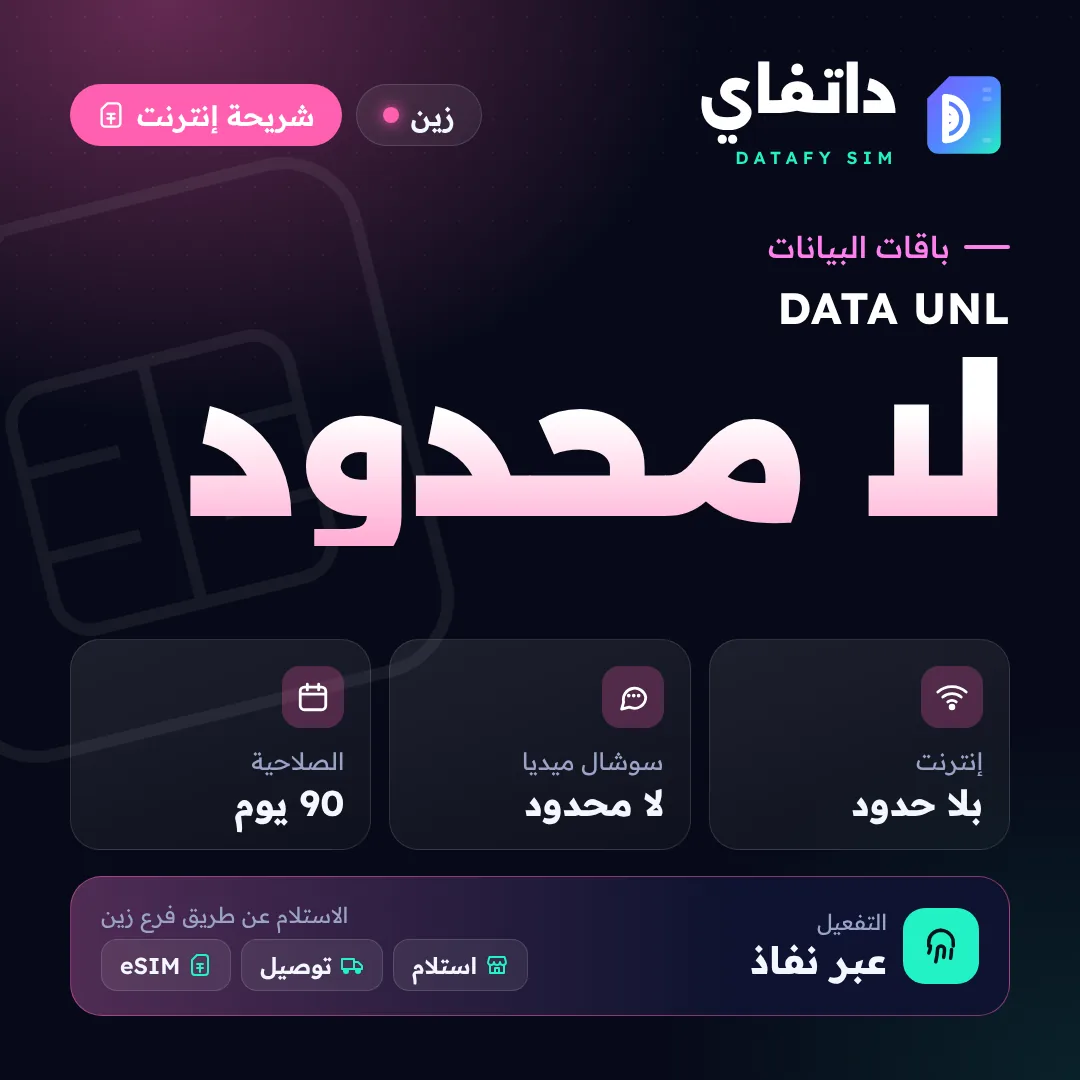 داتفاي
DATAFY SIM
زين
شريحة إنترنت
باقات البيانات
DATA UNL
لا محدود
إنترنت
بلا حدود
سوشال ميديا
لا محدود
الصلاحية
90 يوم
التفعيل
عبر نفاذ
الاستلام عن طريق فرع زين
استلام
توصيل
eSIM